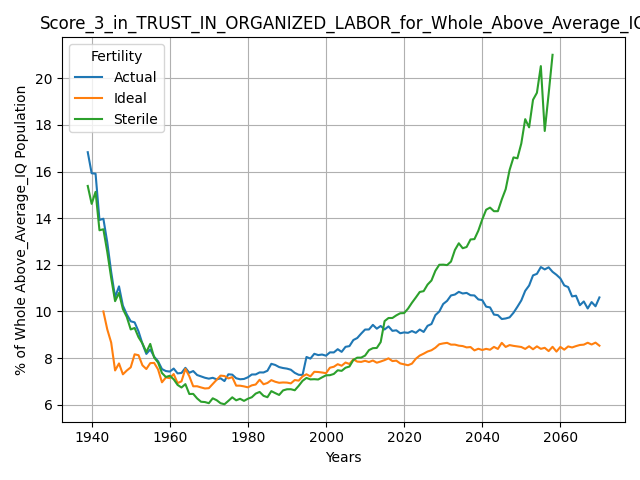 Score_3_in_TRUST_IN_ORGANIZED_LABOR_for_Whole_Above_Average_IQ
Fertility
Actual
Ideal
Sterile
% of Whole Above_Average_IQ Population
20
18
16
14
12
10
8
6
1940 1960 1980 2000 2020 2040 2060
Years